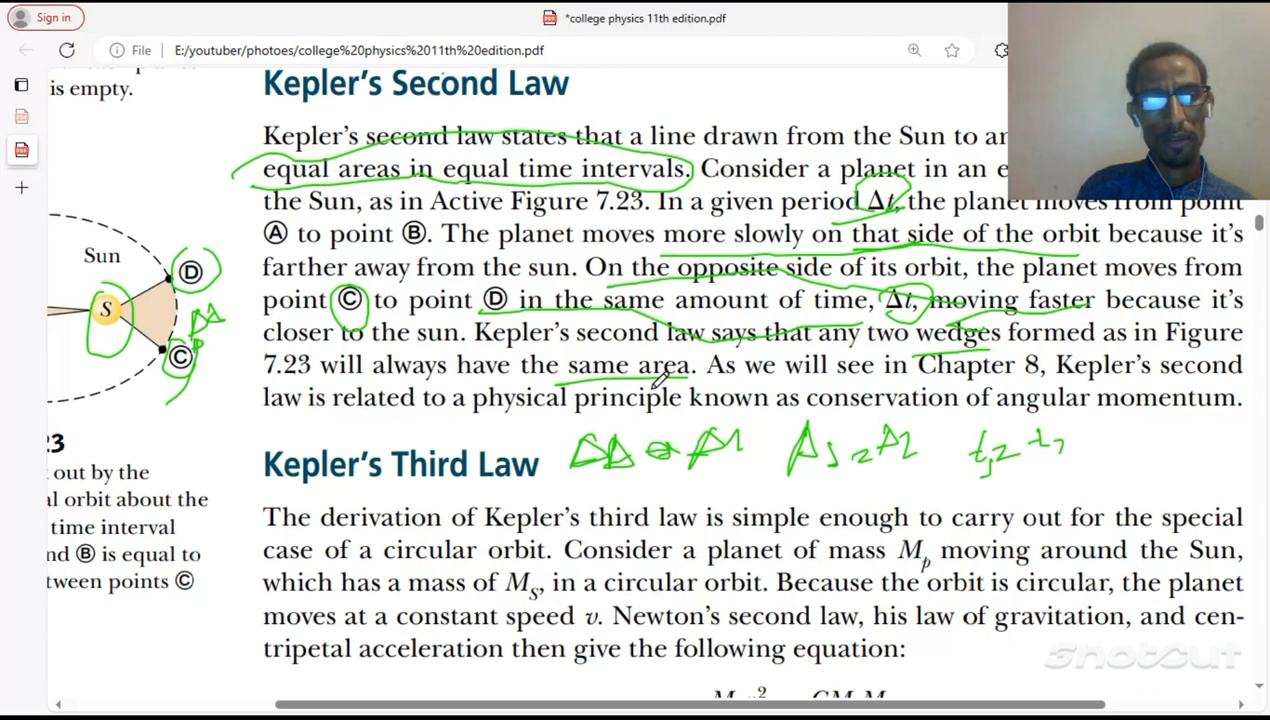 Sign in
*college physics 11th edition.pdf
File E:/youtuber/photoes/college%20physics%2011th%20edition.pdf
is empty.
Sun
D
S
C
23
out by the
al orbit about the
time interval
nd B is equal to
tween points C
Kepler's Second Law
Kepler's second law states that a line drawn from the Sun to
equal areas in equal time intervals. Consider a planet in an
the Sun, as in Active Figure 7.23. In a given period Δt, the planet moves from point
A to point B. The planet moves more slowly on that side of the orbit because it's
farther away from the sun. On the opposite side of its orbit, the planet moves from
point C to point D in the same amount of time, Δt, moving faster because it's
closer to the sun. Kepler's second law says that any two wedges formed as in Figure
7.23 will always have the same area. As we will see in Chapter 8, Kepler's second
law is related to a physical principle known as conservation of angular momentum.
Kepler's Third Law
The derivation of Kepler's third law is simple enough to carry out for the special
case of a circular orbit. Consider a planet of mass Mp moving around the Sun,
which has a mass of MS, in a circular orbit. Because the orbit is circular, the planet
moves at a constant speed v. Newton's second law, his law of gravitation, and cen-
tripetal acceleration then give the following equation:
Shotcut